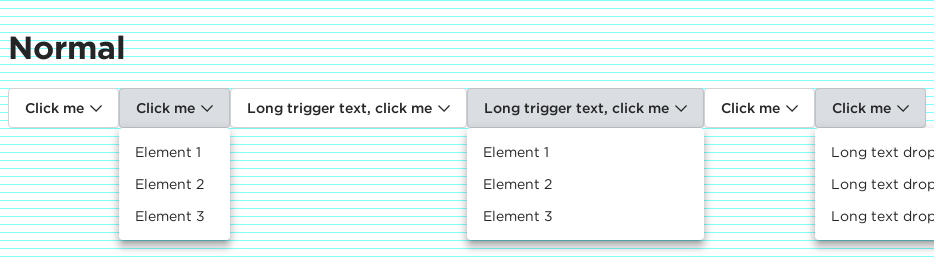 Normal
Click me Click me Long trigger text, click me Long trigger text, click me Click me Click me
Element 1 Element 1 Long text drop
Element 2 Element 2 Long text drop
Element 3 Element 3 Long text drop